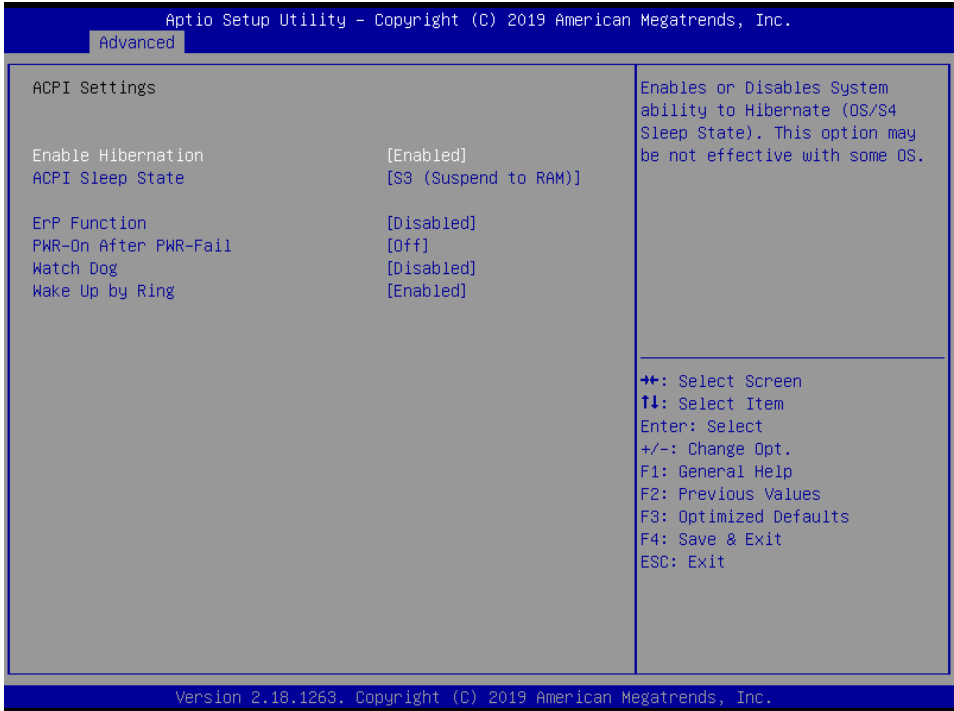 Aptio Setup Utility – Copyright (C) 2019 American Megatrends, Inc.
Advanced
ACPI Settings
Enable Hibernation [Enabled]
ACPI Sleep State [S3 (Suspend to RAM)]
ErP Function [Disabled]
PWR-On After PWR-Fail [Off]
Watch Dog [Disabled]
Wake Up by Ring [Enabled]
Enables or Disables System
ability to Hibernate (OS/S4
Sleep State). This option may
be not effective with some OS.
→←: Select Screen
↑↓: Select Item
Enter: Select
+/-: Change Opt.
F1: General Help
F2: Previous Values
F3: Optimized Defaults
F4: Save & Exit
ESC: Exit
Version 2.18.1263. Copyright (C) 2019 American Megatrends, Inc.